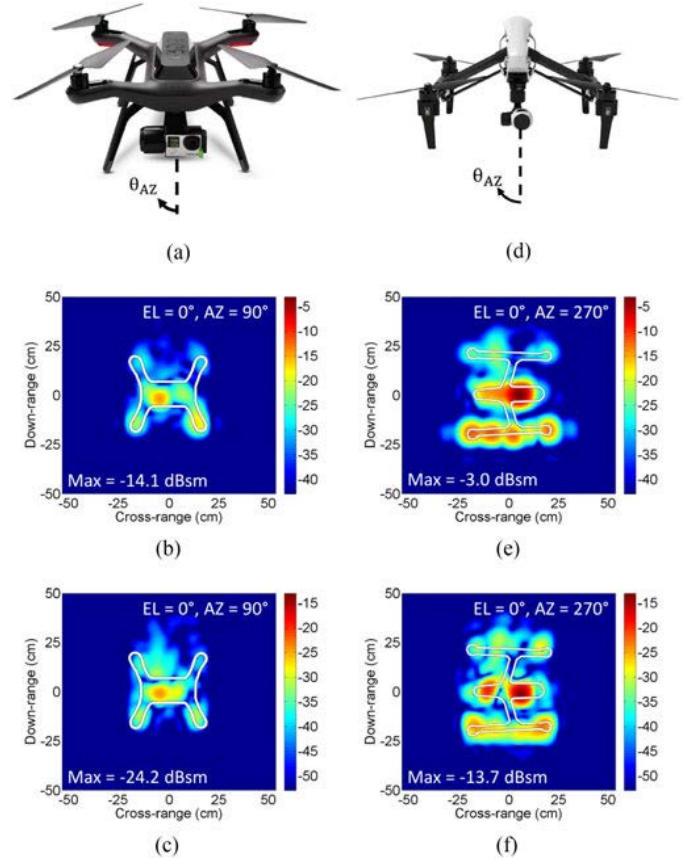 θAZ
θAZ
(a)
(d)
50
25
0
-25
-50
Down-range (cm)
EL = 0°, AZ = 90°
Max = -14.1 dBsm
-50 -25 0 25 50
Cross-range (cm)
-5
-10
-15
-20
-25
-30
-35
-40
(b)
50
25
0
-25
-50
Down-range (cm)
EL = 0°, AZ = 270°
Max = -3.0 dBsm
-50 -25 0 25 50
Cross-range (cm)
-5
-10
-15
-20
-25
-30
-35
-40
(e)
50
25
0
-25
-50
Down-range (cm)
EL = 0°, AZ = 90°
Max = -24.2 dBsm
-50 -25 0 25 50
Cross-range (cm)
-15
-20
-25
-30
-35
-40
-45
-50
(c)
50
25
0
-25
-50
Down-range (cm)
EL = 0°, AZ = 270°
Max = -13.7 dBsm
-50 -25 0 25 50
Cross-range (cm)
-15
-20
-25
-30
-35
-40
-45
-50
(f)